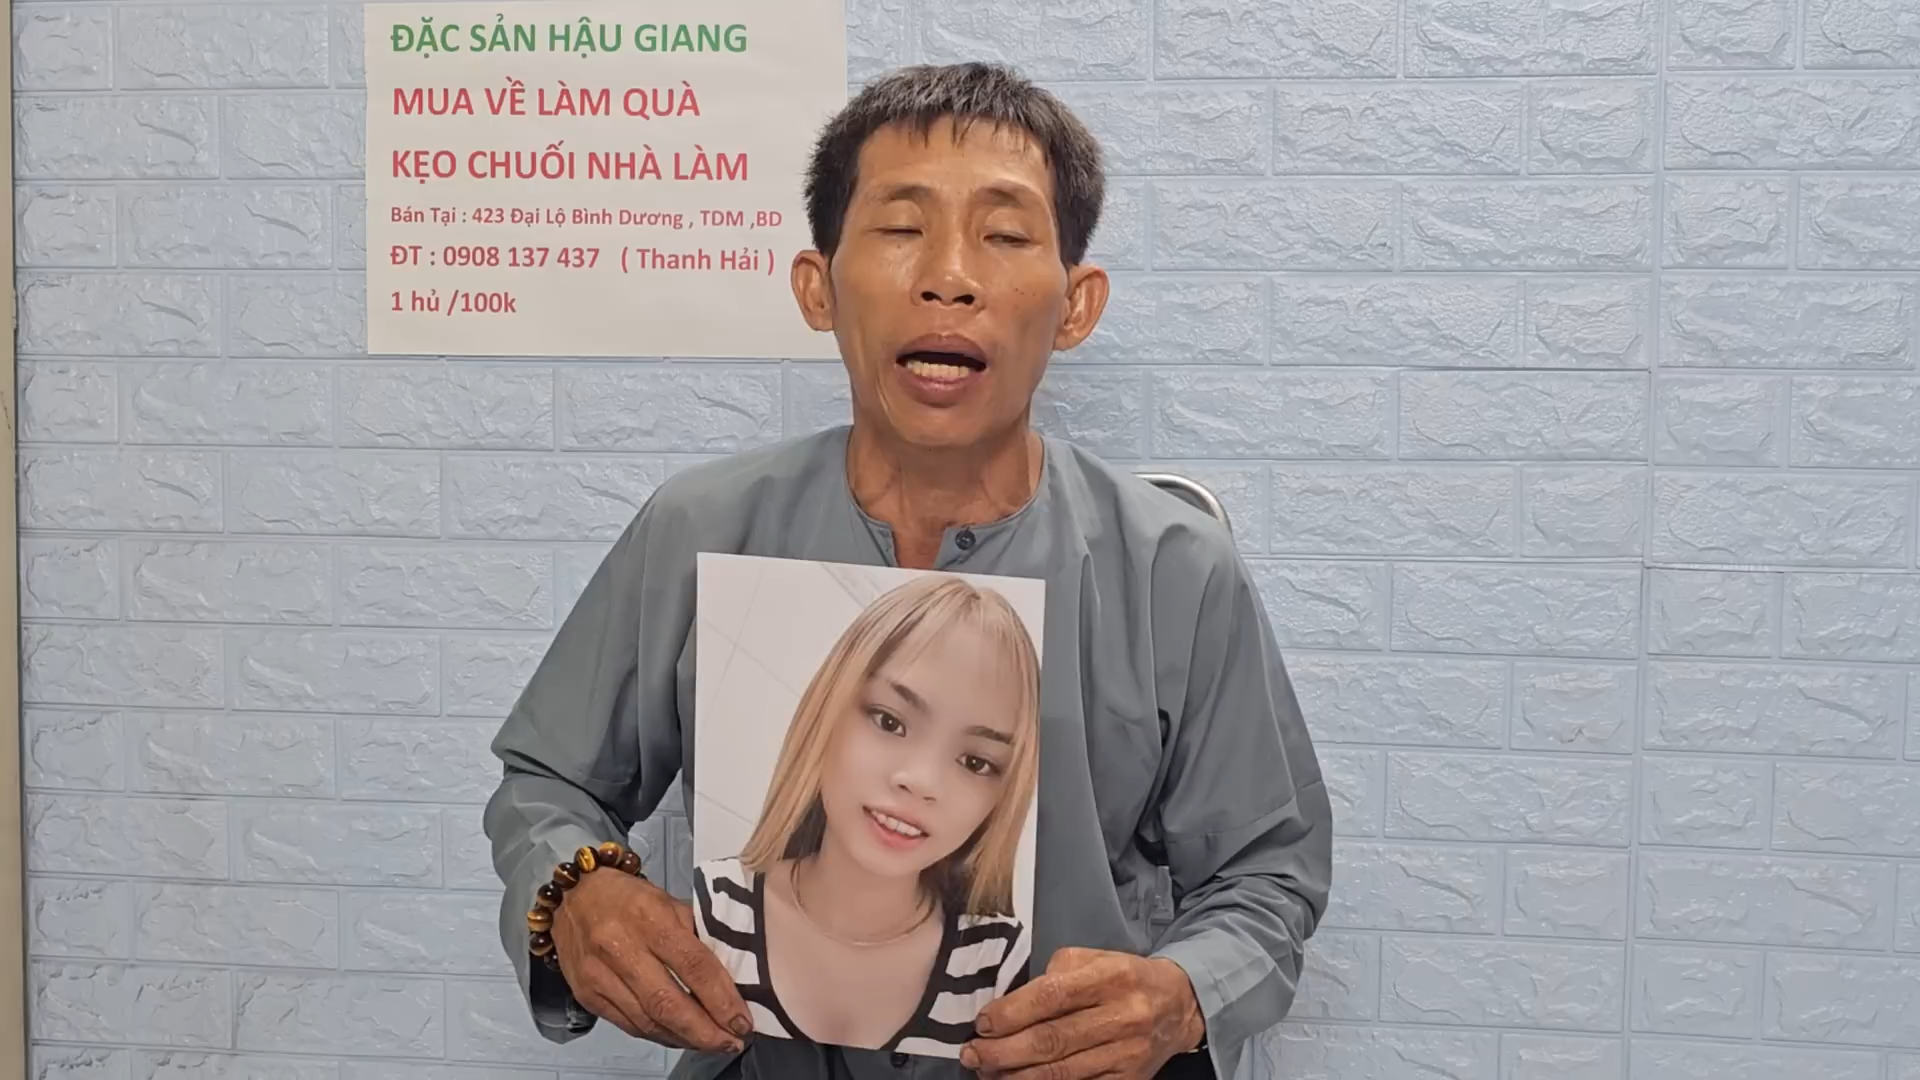 ĐẶC SẢN HẬU GIANG
MUA VỀ LÀM QUÀ
KẸO CHUỐI NHÀ LÀM
Bán Tại : 423 Đại Lộ Bình Dương , TDM ,BD
ĐT : 0908 137 437 ( Thanh Hải )
1 hủ /100k